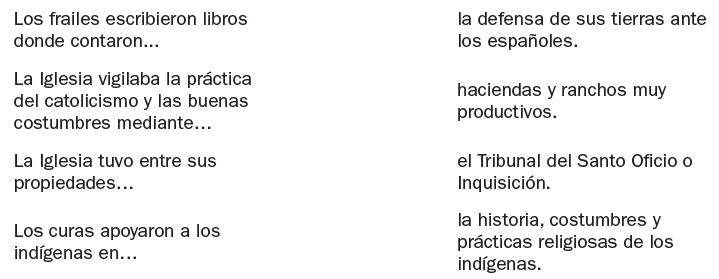 Los frailes escribieron libros
donde contaron...
La Iglesia vigilaba la práctica
del catolicismo y las buenas
costumbres mediante...
La Iglesia tuvo entre sus
propiedades...
Los curas apoyaron a los
indígenas en...
la defensa de sus tierras ante
los españoles.
haciendas y ranchos muy
productivos.
el Tribunal del Santo Oficio o
Inquisición.
la historia, costumbres y
prácticas religiosas de los
indígenas.